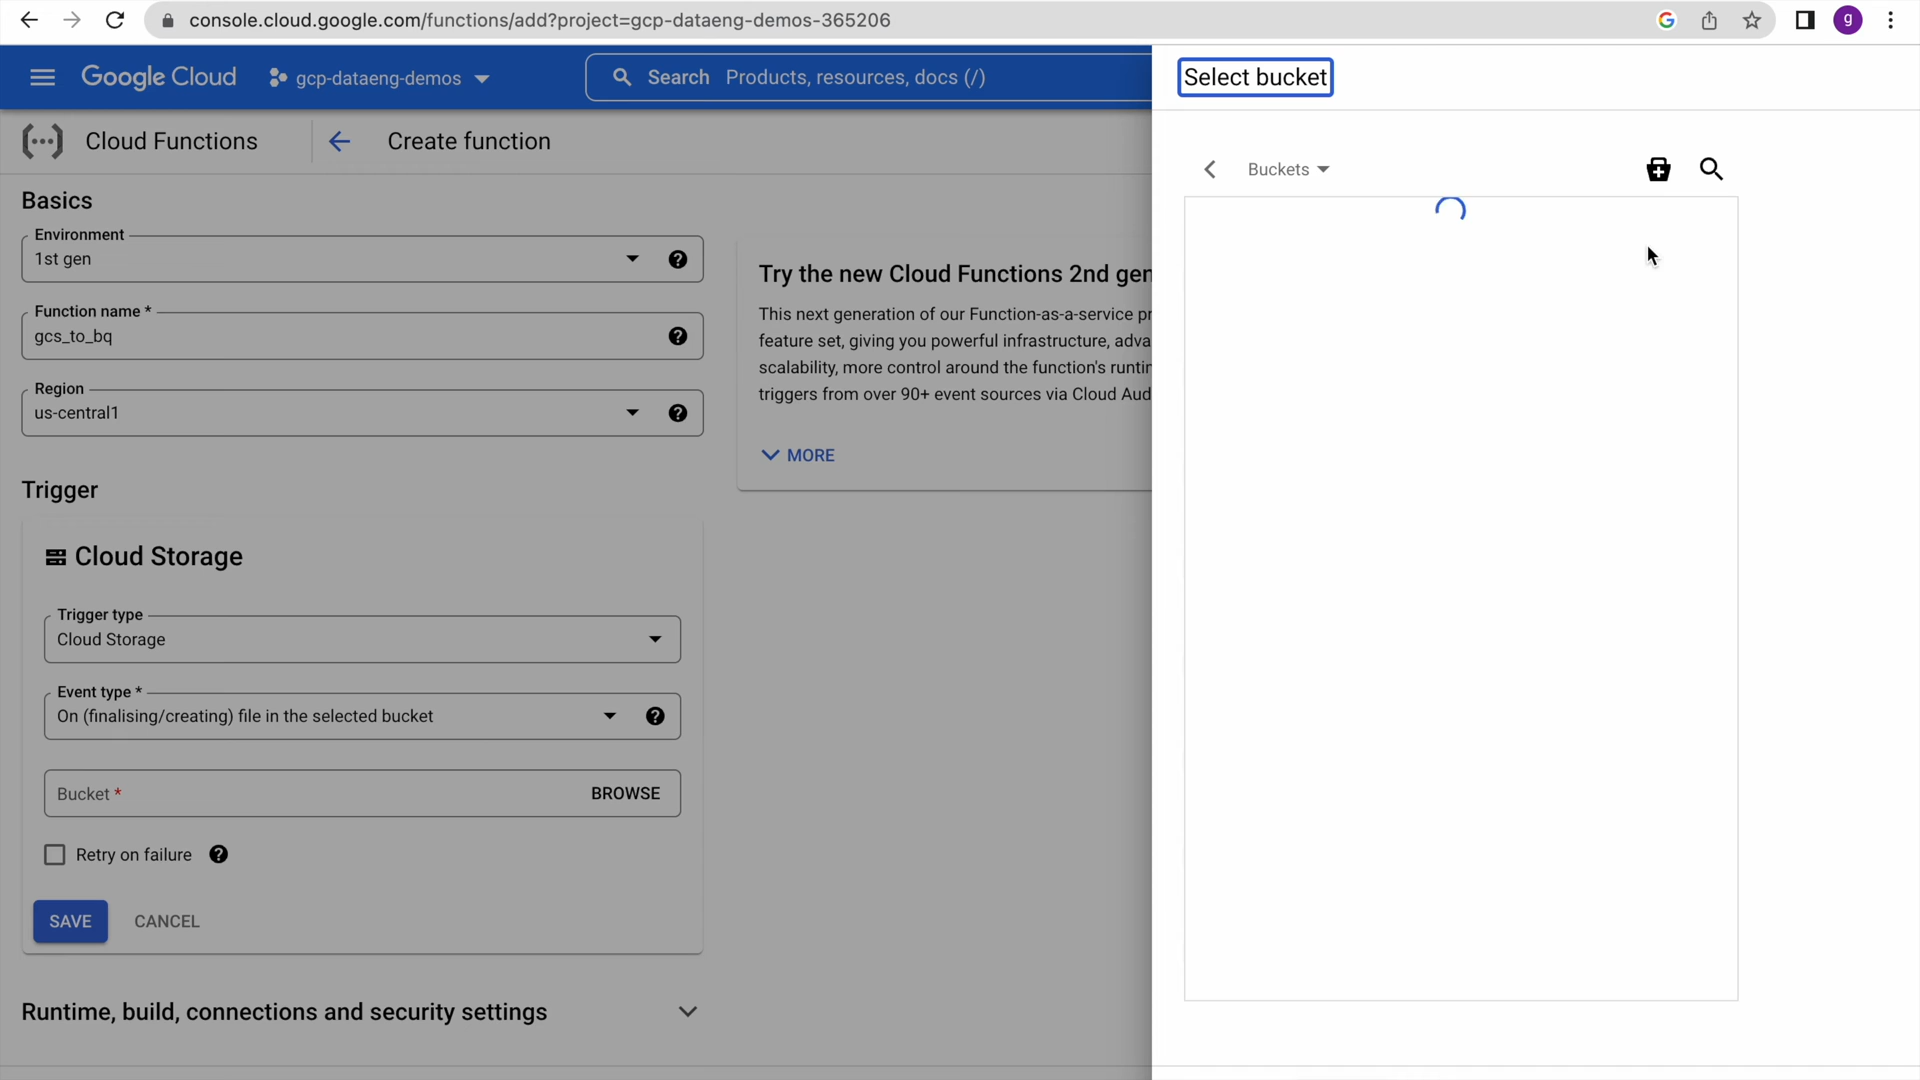 console.cloud.google.com/functions/add?project=gcp-dataeng-demos-365206
g
Google Cloud
gcp-dataeng-demos
Search Products, resources, docs (/)
Select bucket
Cloud Functions
Create function
Buckets
Basics
Environment
1st gen
Function name *
gcs_to_bq
Region
us-central1
Try the new Cloud Functions 2nd gen
This next generation of our Function-as-a-service pr
feature set, giving you powerful infrastructure, adva
scalability, more control around the function's runtin
triggers from over 90+ event sources via Cloud Aud
MORE
Trigger
Cloud Storage
Trigger type
Cloud Storage
Event type *
On (finalising/creating) file in the selected bucket
Bucket *
BROWSE
Retry on failure
SAVE
CANCEL
Runtime, build, connections and security settings